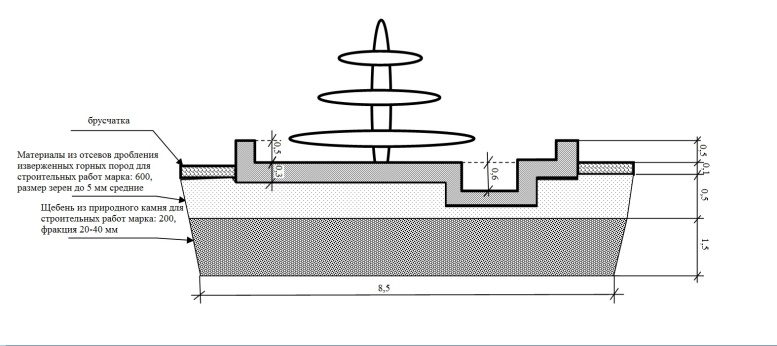 брусчатка
Материалы из отсевов дробления
изверженных горных пород для
строительных работ марка: 600,
размер зерен до 5 мм средние
Щебень из природного камня для
строительных работ марка: 200,
фракция 20-40 мм
0,5
0,3
0,6
0,5
0,1
0,5
1,5
8,5